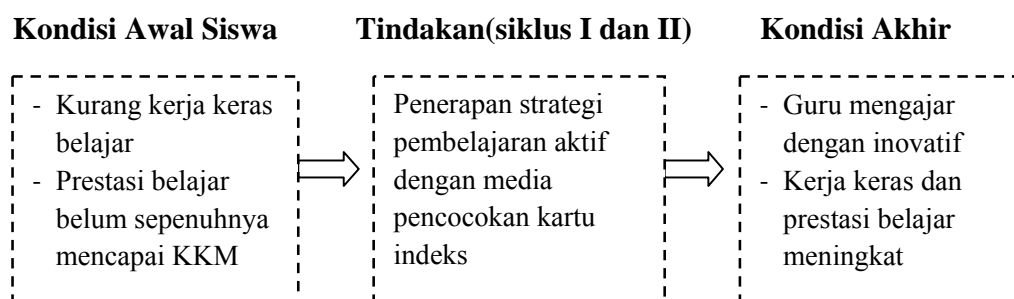 Kondisi Awal Siswa
Tindakan(siklus I dan II)
Kondisi Akhir
- Kurang kerja keras
belajar
- Prestasi belajar
belum sepenuhnya
mencapai KKM
Penerapan strategi
pembelajaran aktif
dengan media
pencocokan kartu
indeks
- Guru mengajar
dengan inovatif
- Kerja keras dan
prestasi belajar
meningkat